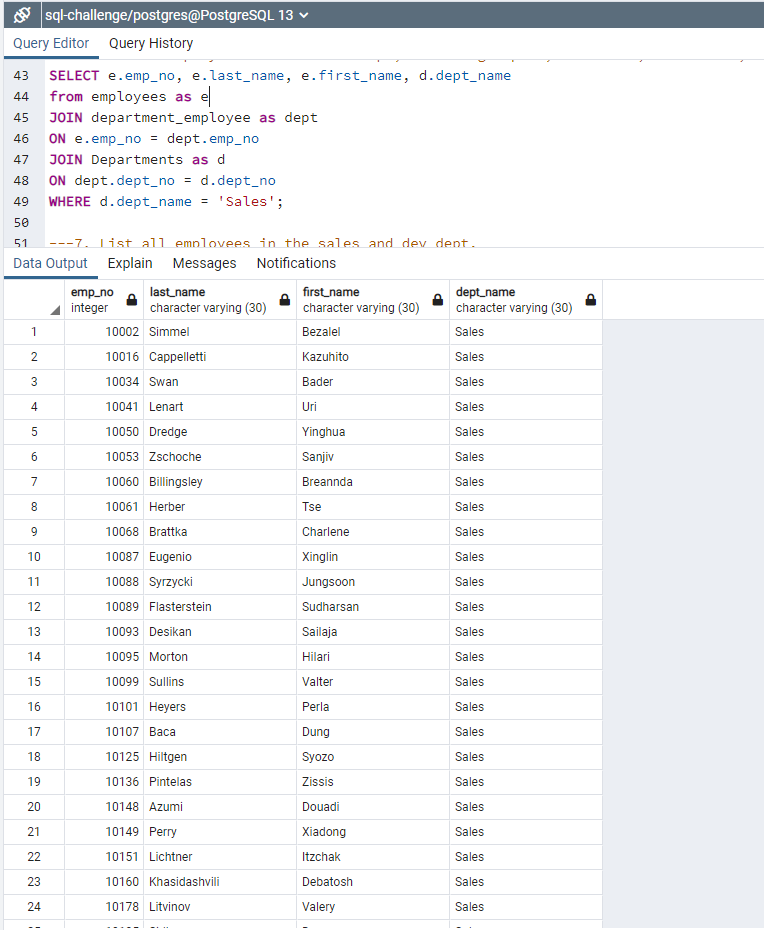 sql-challenge/postgres@PostgreSQL 13
Query Editor Query History
43 SELECT e.emp_no, e.last_name, e.first_name, d.dept_name
44 from employees as e
45 JOIN department_employee as dept
46 ON e.emp_no = dept.emp_no
47 JOIN Departments as d
48 ON dept.dept_no = d.dept_no
49 WHERE d.dept_name = 'Sales';
50
51 ---7. List all employees in the sales and dev dept.
Data Output Explain Messages Notifications
emp_no last_name first_name dept_name
integer character varying (30) character varying (30) character varying (30)
1 10002 Simmel Bezalel Sales
2 10016 Cappelletti Kazuhito Sales
3 10034 Swan Bader Sales
4 10041 Lenart Uri Sales
5 10050 Dredge Yinghua Sales
6 10053 Zschoche Sanjiv Sales
7 10060 Billingsley Breannda Sales
8 10061 Herber Tse Sales
9 10068 Brattka Charlene Sales
10 10087 Eugenio Xinglin Sales
11 10088 Syrzycki Jungsoon Sales
12 10089 Flasterstein Sudharsan Sales
13 10093 Desikan Sailaja Sales
14 10095 Morton Hilari Sales
15 10099 Sullins Valter Sales
16 10101 Heyers Perla Sales
17 10107 Baca Dung Sales
18 10125 Hiltgen Syozo Sales
19 10136 Pintelas Zissis Sales
20 10148 Azumi Douadi Sales
21 10149 Perry Xiadong Sales
22 10151 Lichtner Itzchak Sales
23 10160 Khasidashvili Debatosh Sales
24 10178 Litvinov Valery Sales